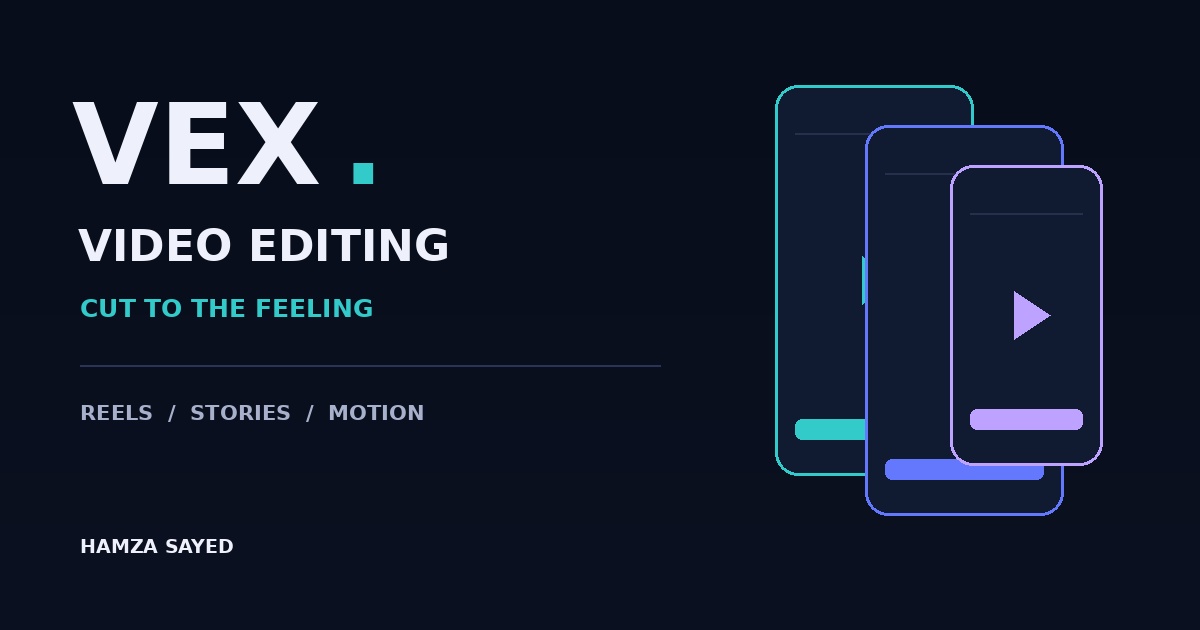 VEX.
VIDEO EDITING
CUT TO THE FEELING
REELS / STORIES / MOTION
HAMZA SAYED